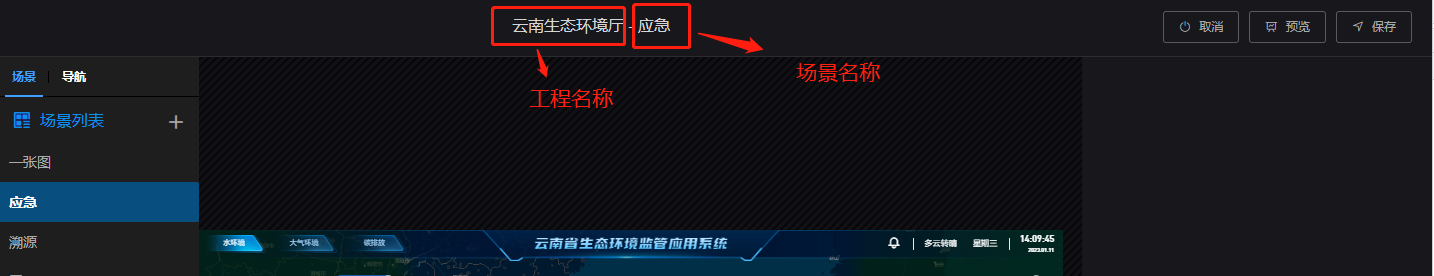 云南生态环境厅 - 应急
取消
预览
保存
场景名称
工程名称
场景
导航
场景列表
一张图
应急
溯源
水环境
大气环境
碳排放
云南省生态环境监管应用系统
多云转晴
星期三
14:09:45
2023.01.11